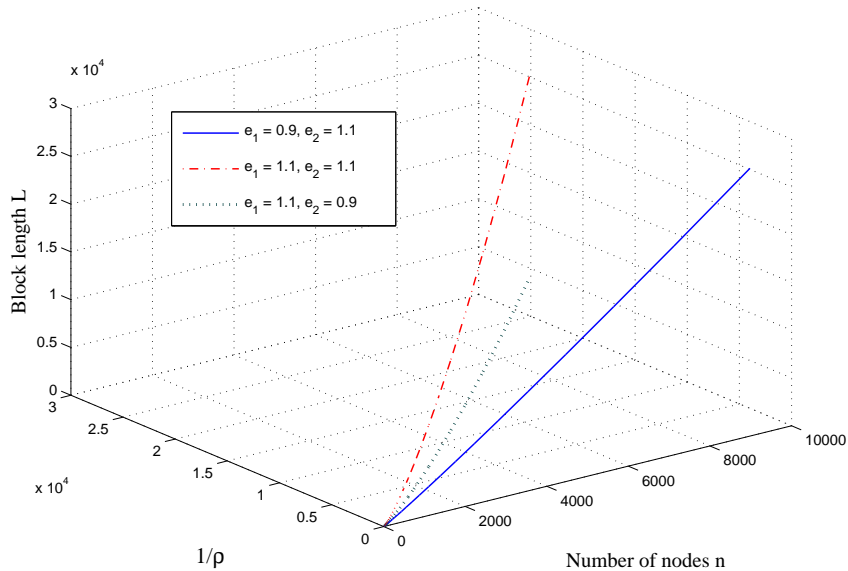 x 10^4
3
2.5
2
1.5
1
0.5
0
Block length L
e_1 = 0.9, e_2 = 1.1
e_1 = 1.1, e_2 = 1.1
e_1 = 1.1, e_2 = 0.9
3
2.5
2
1.5
1
0.5
0
x 10^4
1/ρ
0
2000
4000
6000
8000
10000
Number of nodes n